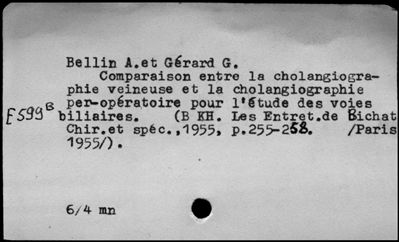 Bellin A.et Gérard G.
Comparaison entre la cholangiogra-
phie veineuse et la cholangiographie
per-opératoire pour l'étude des voies
E599 B biliaires. (B KH. Les Entret.de Bichat
Chir.et spéc.,1955, p.255-258. /Paris
1955/).
6/4 mn